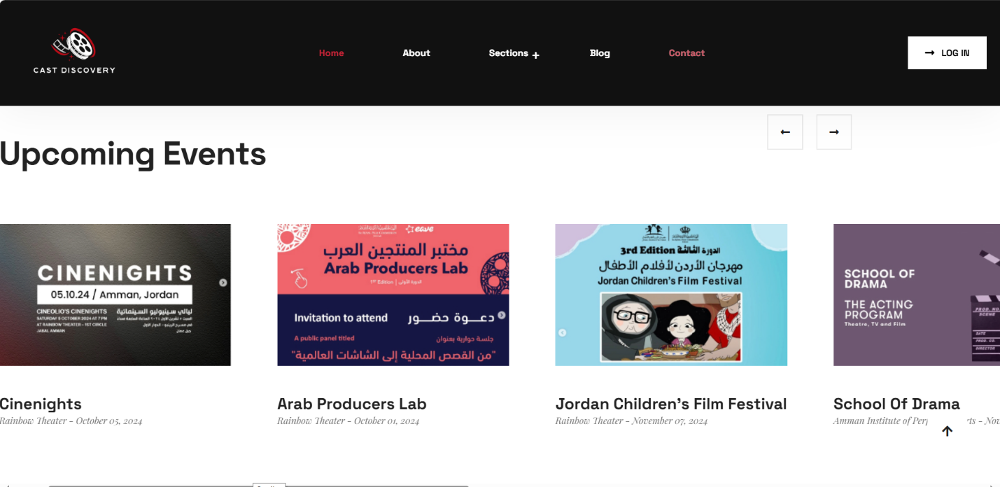 CAST DISCOVERY
Home
About
Sections +
Blog
Contact
LOG IN
Upcoming Events
CINENIGHTS
05.10.24 / Amman, Jordan
CINEOLIO'S CINENIGHTS
SATURDAY 5 OCTOBER 2024 AT 7 PM
AT RAINBOW THEATER – 1ST CIRCLE
JABAL AMMAN
ليالي سينيوليو السينمائية
جبل عمان
eave
مختبر المنتجين العرب
Arab Producers Lab
1ST Edition | الدورة الأولى
Invitation to attend
دعـــوة حضـــور
A public panel titled
جلسة حوارية بعنوان
"من القصص المحلية إلى الشاشات العالمية"
3rd Edition الدورة الثالثة
مهرجان الأردن لأفلام الأطفال
Jordan Children's Film Festival
SCHOOL OF
DRAMA
THE ACTING
PROGRAM
Theatre, TV and Film
PROD. NO.
SCENE
DATE
PROD. CO.
DIRECTOR
Cinenights
Rainbow Theater - October 05, 2024
Arab Producers Lab
Rainbow Theater - October 01, 2024
Jordan Children's Film Festival
Rainbow Theater - November 07, 2024
School Of Drama
Amman Institute of Per